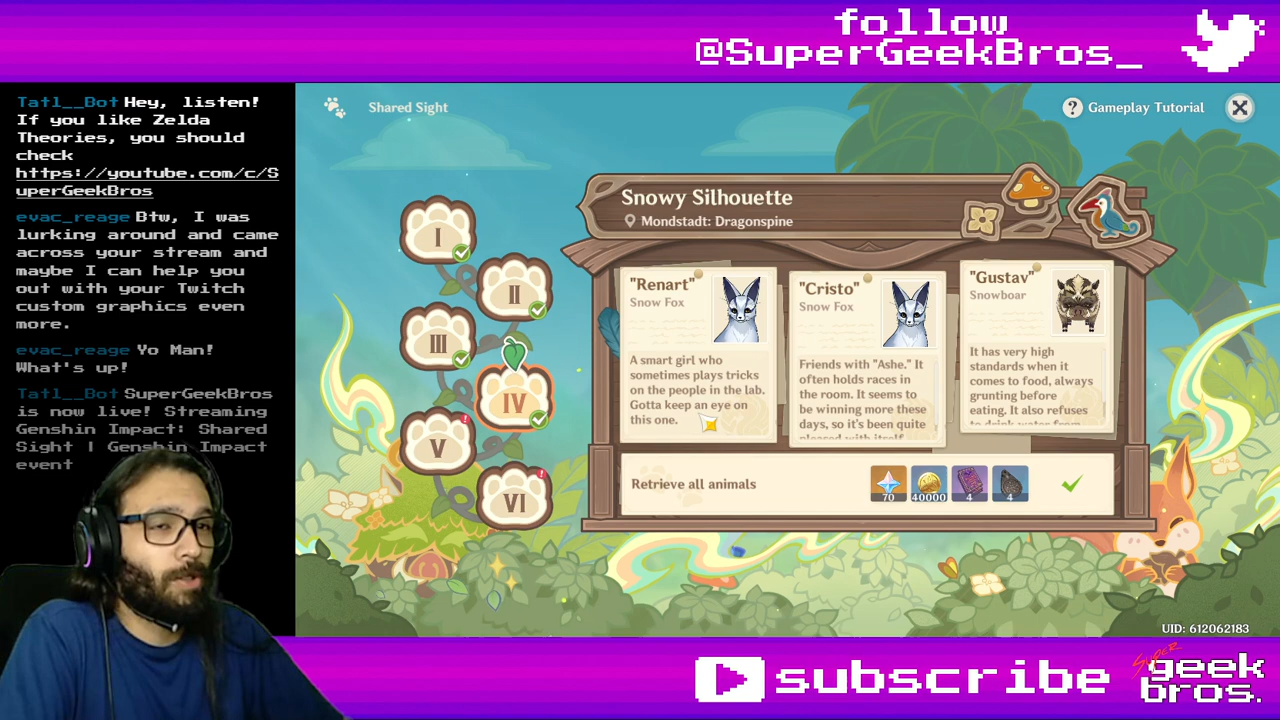 follow
@SuperGeekBros_
Tatl__Bot Hey, listen!
If you like Zelda
Theories, you should
check
https://youtube.com/c/S
uperGeekBros
evac_reage Btw, I was
lurking around and came
across your stream and
maybe I can help you
out with your Twitch
custom graphics even
more.
evac_reage Yo Man!
What's up!
Tatl__Bot SuperGeekBros
is now live! Streaming
Genshin Impact: Shared
Sight | Genshin Impact
event
Shared Sight
? Gameplay Tutorial
I
II
III
IV
V
VI
Snowy Silhouette
Mondstadt: Dragonspine
"Renart"
Snow Fox
A smart girl who
sometimes plays tricks
on the people in the lab.
Gotta keep an eye on
this one.
"Cristo"
Snow Fox
Friends with "Ashe." It
often holds races in
the room. It seems to
be winning more these
days, so it's been quite
pleased with itself
"Gustav"
Snowboar
It has very high
standards when it
comes to food, always
grunting before
eating. It also refuses
to drink water from
Retrieve all animals
70
40000
4
4
UID: 612062183
subscribe
super
geek
bros.